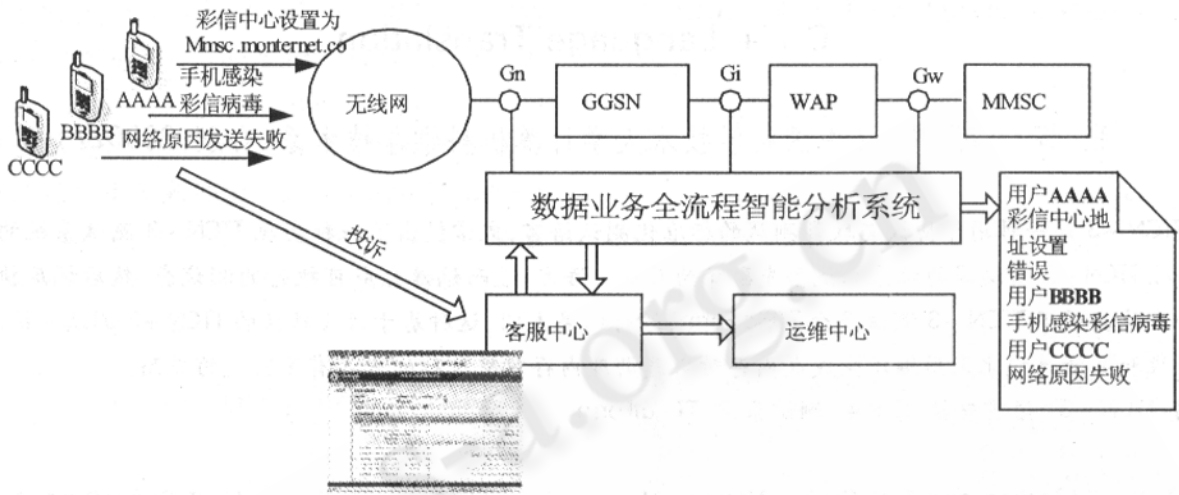 彩信中心设置为
Mmsc.monternet.co
手机感染
AAAA 彩信病毒
BBBB
网络原因发送失败
CCCC
无线网
Gn
GGSN
Gi
WAP
Gw
MMSC
数据业务全流程智能分析系统
投诉
客服中心
运维中心
用户AAAA
彩信中心地
址设置
错误
用户BBBB
手机感染彩信病毒
用户CCCC
网络原因失败